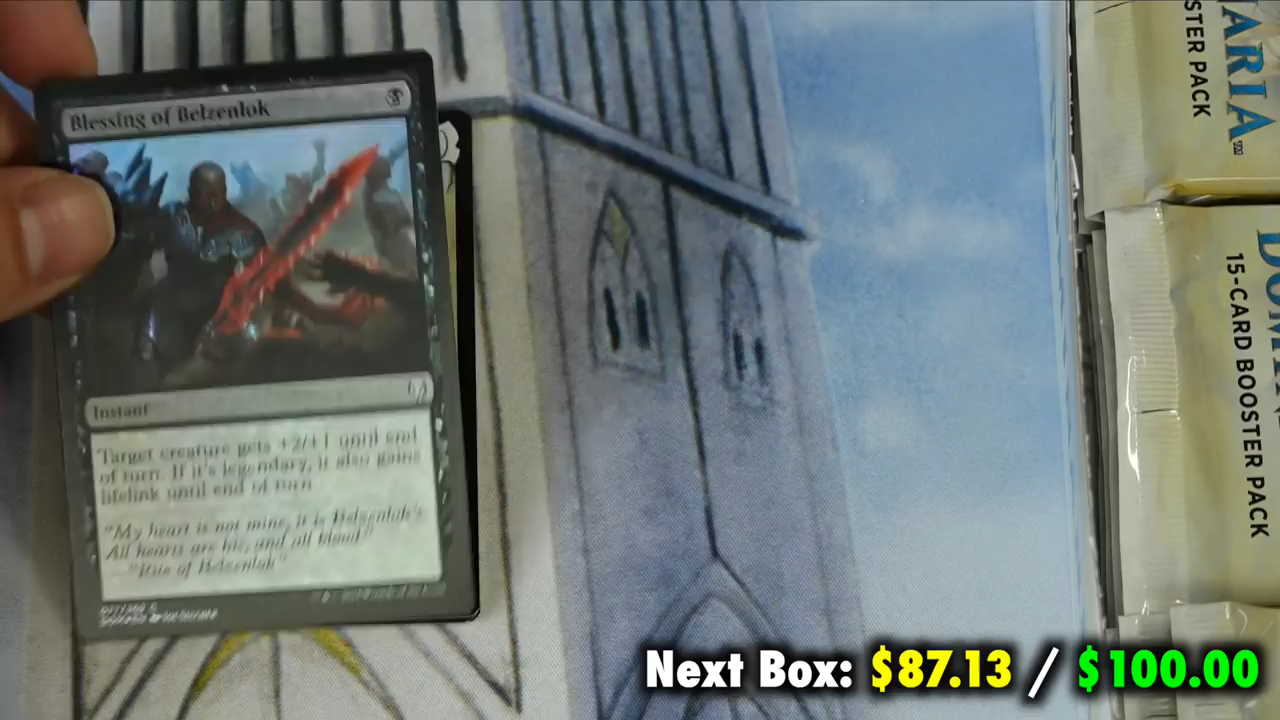 Blessing of Belzenlok
Instant
Target creature gets +2/+1 until end
of turn. If it's legendary, it also gains
lifelink until end of turn.
"My heart is not mine, it is Belzenlok's.
All hearts are his, and all blood."
—"Rite of Belzenlok"
ARIA
STER PACK
15-CARD BOOSTER PACK
Next Box: $87.13 / $100.00